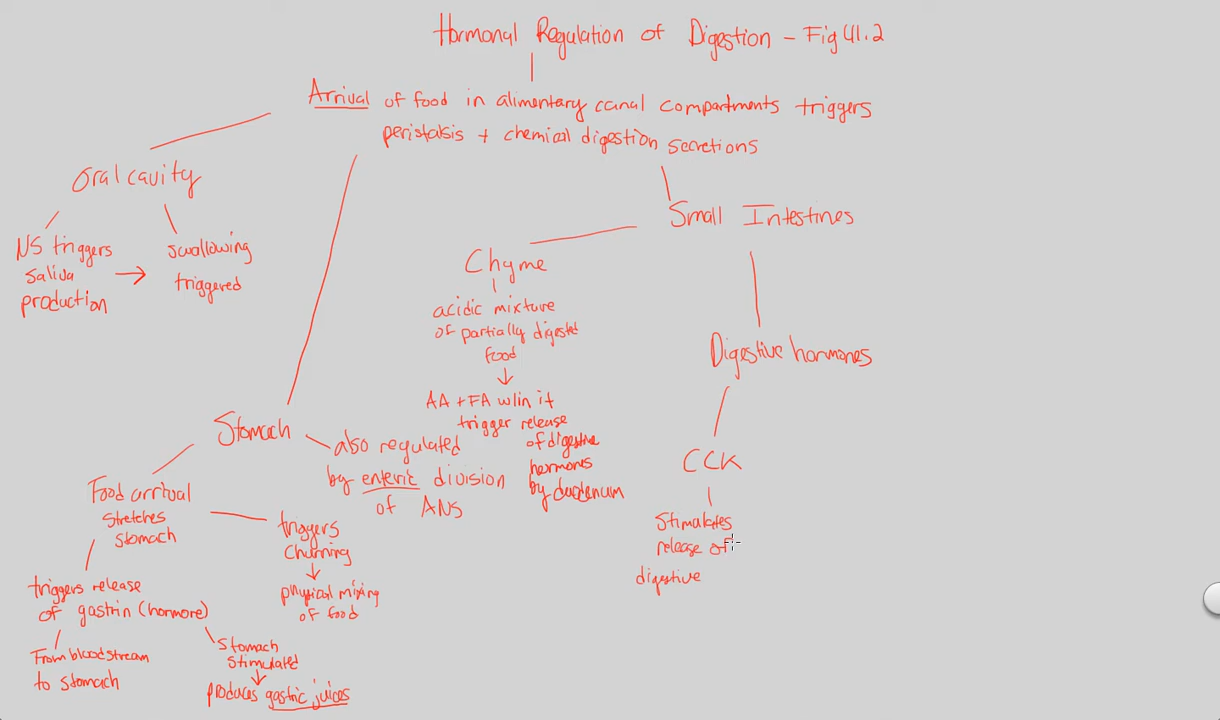 Hormonal Regulation of Digestion - Fig 41.2
Arrival of food in alimentary canal compartments triggers
peristalsis + chemical digestion secretions
Oral cavity
NS triggers
saliva
production
→
swallowing
triggered
Small Intestines
Chyme
acidic mixture
of partially digested
food
↓
AA + FA w/in it
trigger release
of digestive
hormones
by duodenum
Digestive hormones
CCK
Stimulates
release of
digestive
Stomach
also regulated
by enteric division
of ANS
Food arrival
stretches
stomach
triggers
churning
↓
physical mixing
of food
triggers release
of gastrin (hormone)
From bloodstream
to stomach
Stomach
stimulated
↓
produces gastric juices